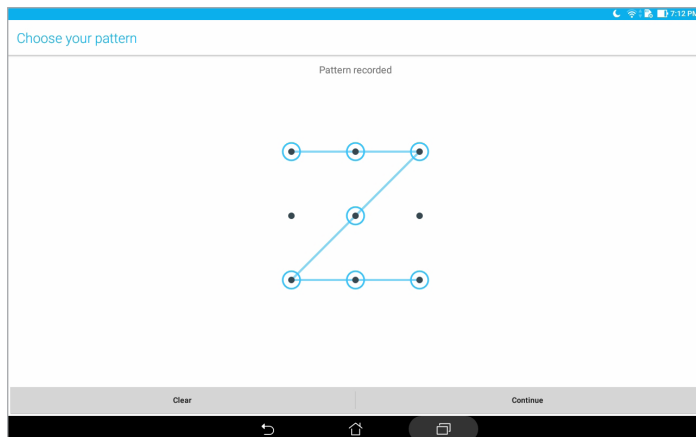 7:12 PM
Choose your pattern
Pattern recorded
Clear
Continue